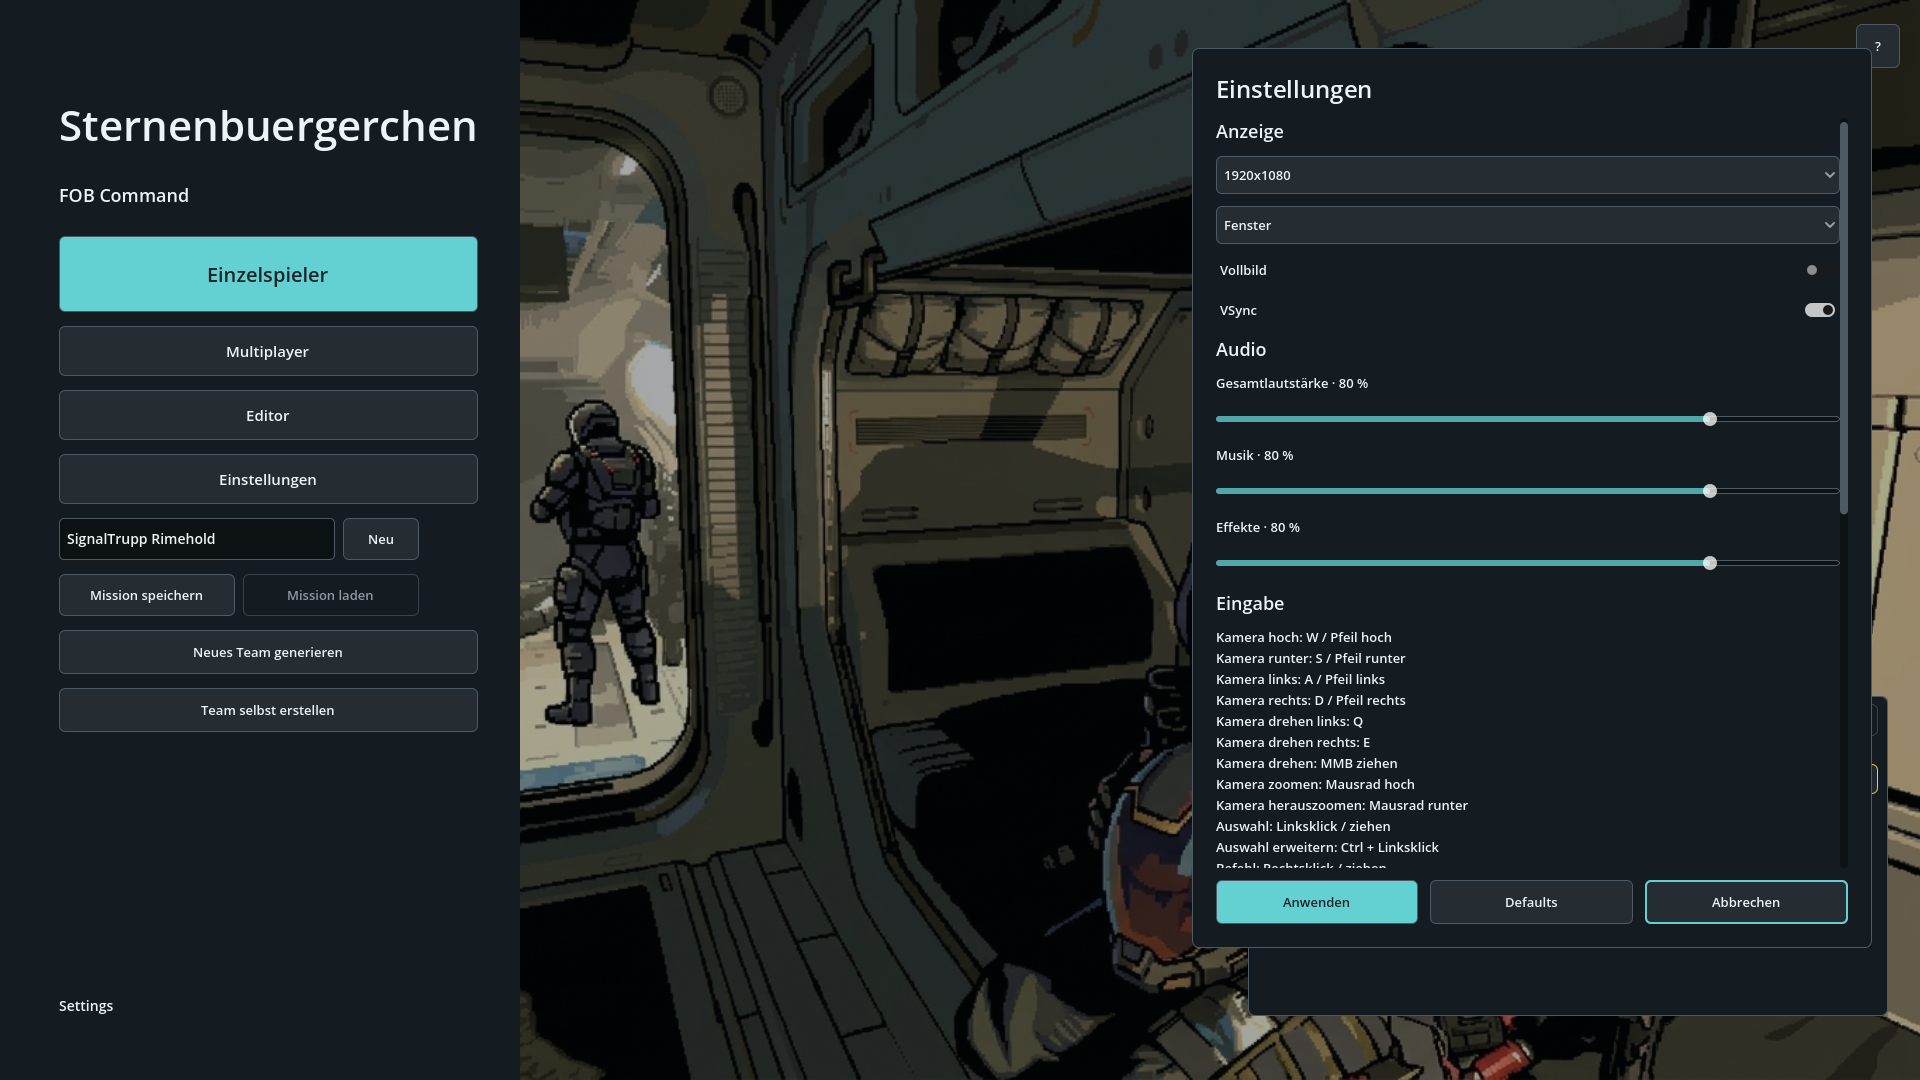 Sternenbuergerchen
FOB Command
Einzelspieler
Multiplayer
Editor
Einstellungen
SignalTrupp Rimehold
Neu
Mission speichern
Mission laden
Neues Team generieren
Team selbst erstellen
Settings
?
Einstellungen
Anzeige
1920x1080
Fenster
Vollbild
VSync
Audio
Gesamtlautstärke · 80 %
Musik · 80 %
Effekte · 80 %
Eingabe
Kamera hoch: W / Pfeil hoch
Kamera runter: S / Pfeil runter
Kamera links: A / Pfeil links
Kamera rechts: D / Pfeil rechts
Kamera drehen links: Q
Kamera drehen rechts: E
Kamera drehen: MMB ziehen
Kamera zoomen: Mausrad hoch
Kamera herauszoomen: Mausrad runter
Auswahl: Linksklick / ziehen
Auswahl erweitern: Ctrl + Linksklick
Befehl: Rechtsklick / ziehen
Anwenden
Defaults
Abbrechen